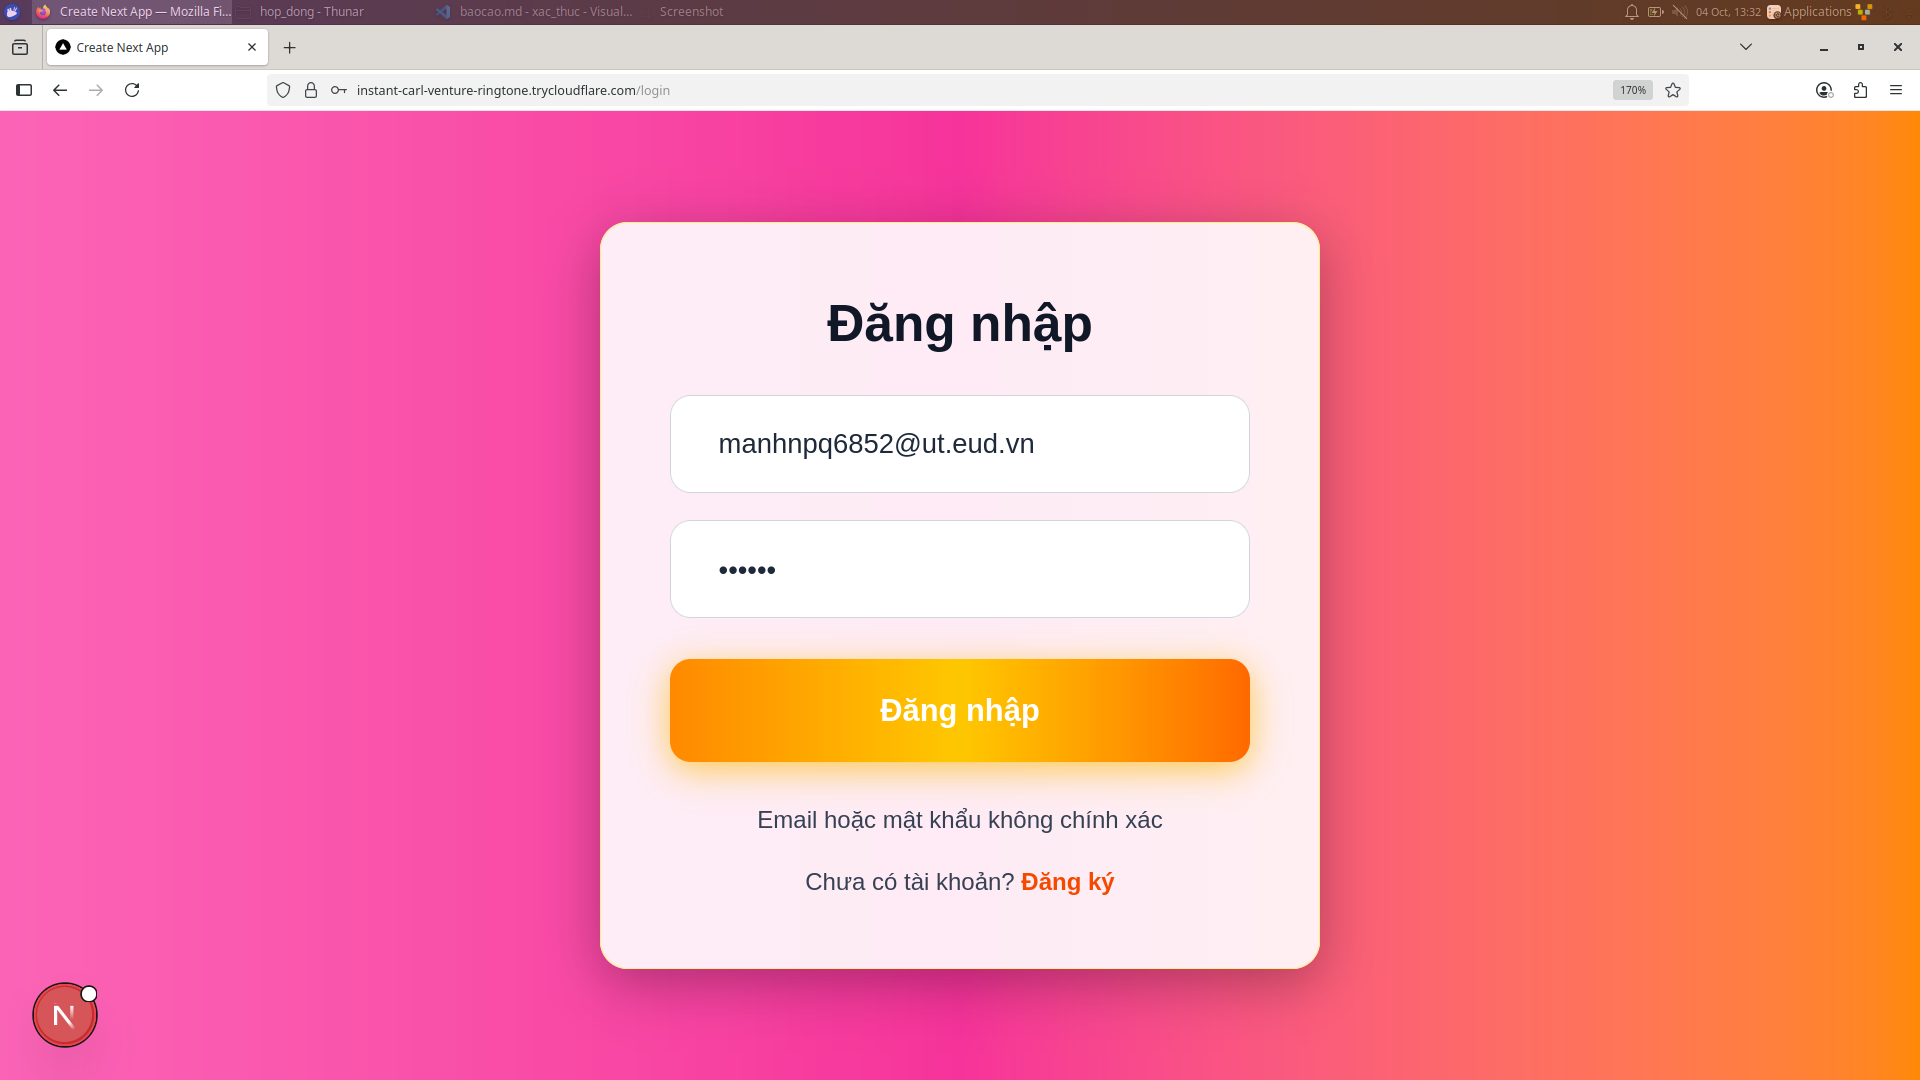 Create Next App — Mozilla Fi...
hop_dong - Thunar
baocao.md - xac_thuc - Visual...
Screenshot
04 Oct, 13:32
Applications
Create Next App
instant-carl-venture-ringtone.trycloudflare.com/login
170%
Đăng nhập
manhnpq6852@ut.eud.vn
••••••
Đăng nhập
Email hoặc mật khẩu không chính xác
Chưa có tài khoản? Đăng ký
N